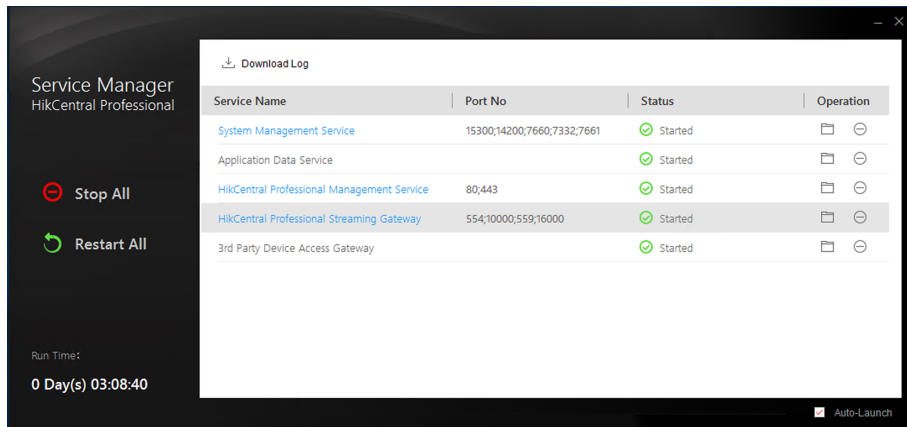 Download Log
Service Manager
HikCentral Professional
Service Name Port No Status Operation
System Management Service 15300;14200;7660;7332;7661 Started
Application Data Service Started
HikCentral Professional Management Service 80;443 Started
HikCentral Professional Streaming Gateway 554;10000;559;16000 Started
3rd Party Device Access Gateway Started
Stop All
Restart All
Run Time:
0 Day(s) 03:08:40
Auto-Launch